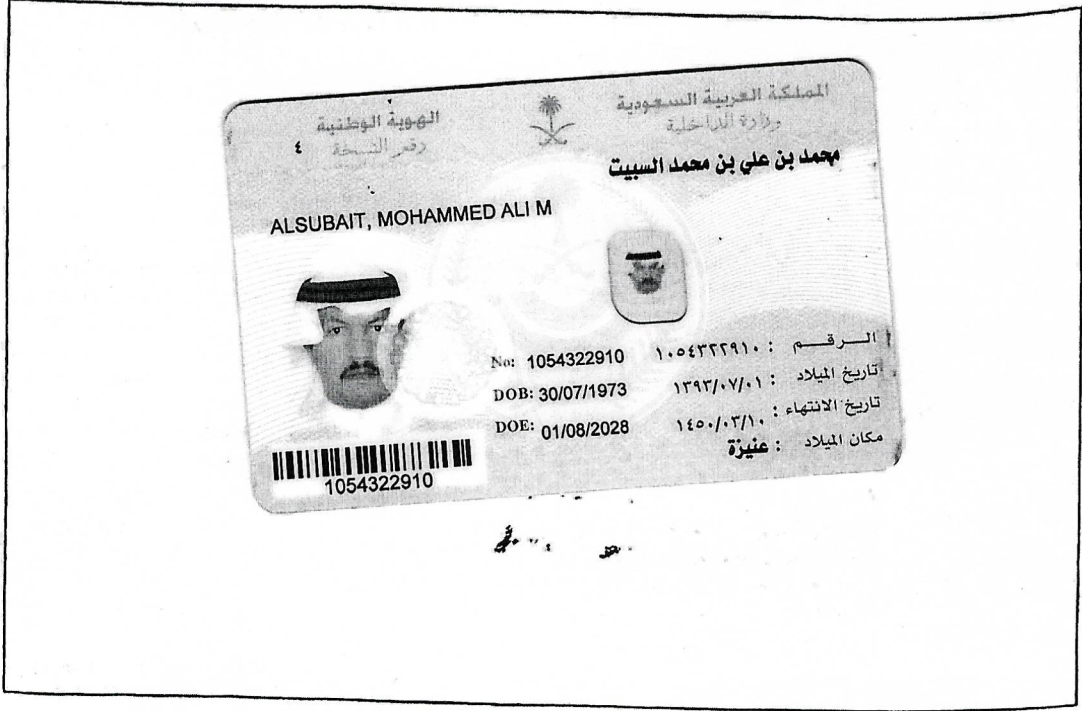 المملكة العربية السعودية
وزارة الداخلية
الهوية الوطنية
رقم النسخة ٤
محمد بن علي بن محمد السبيت
ALSUBAIT, MOHAMMED ALI M
الرقم : ١٠٥٤٣٢٢٩١٠ No: 1054322910
تاريخ الميلاد : ١٣٩٣/٠٧/٠١ DOB: 30/07/1973
تاريخ الانتهاء : ١٤٥٠/٠٣/١٠ DOE: 01/08/2028
مكان الميلاد : عنيزة
1054322910